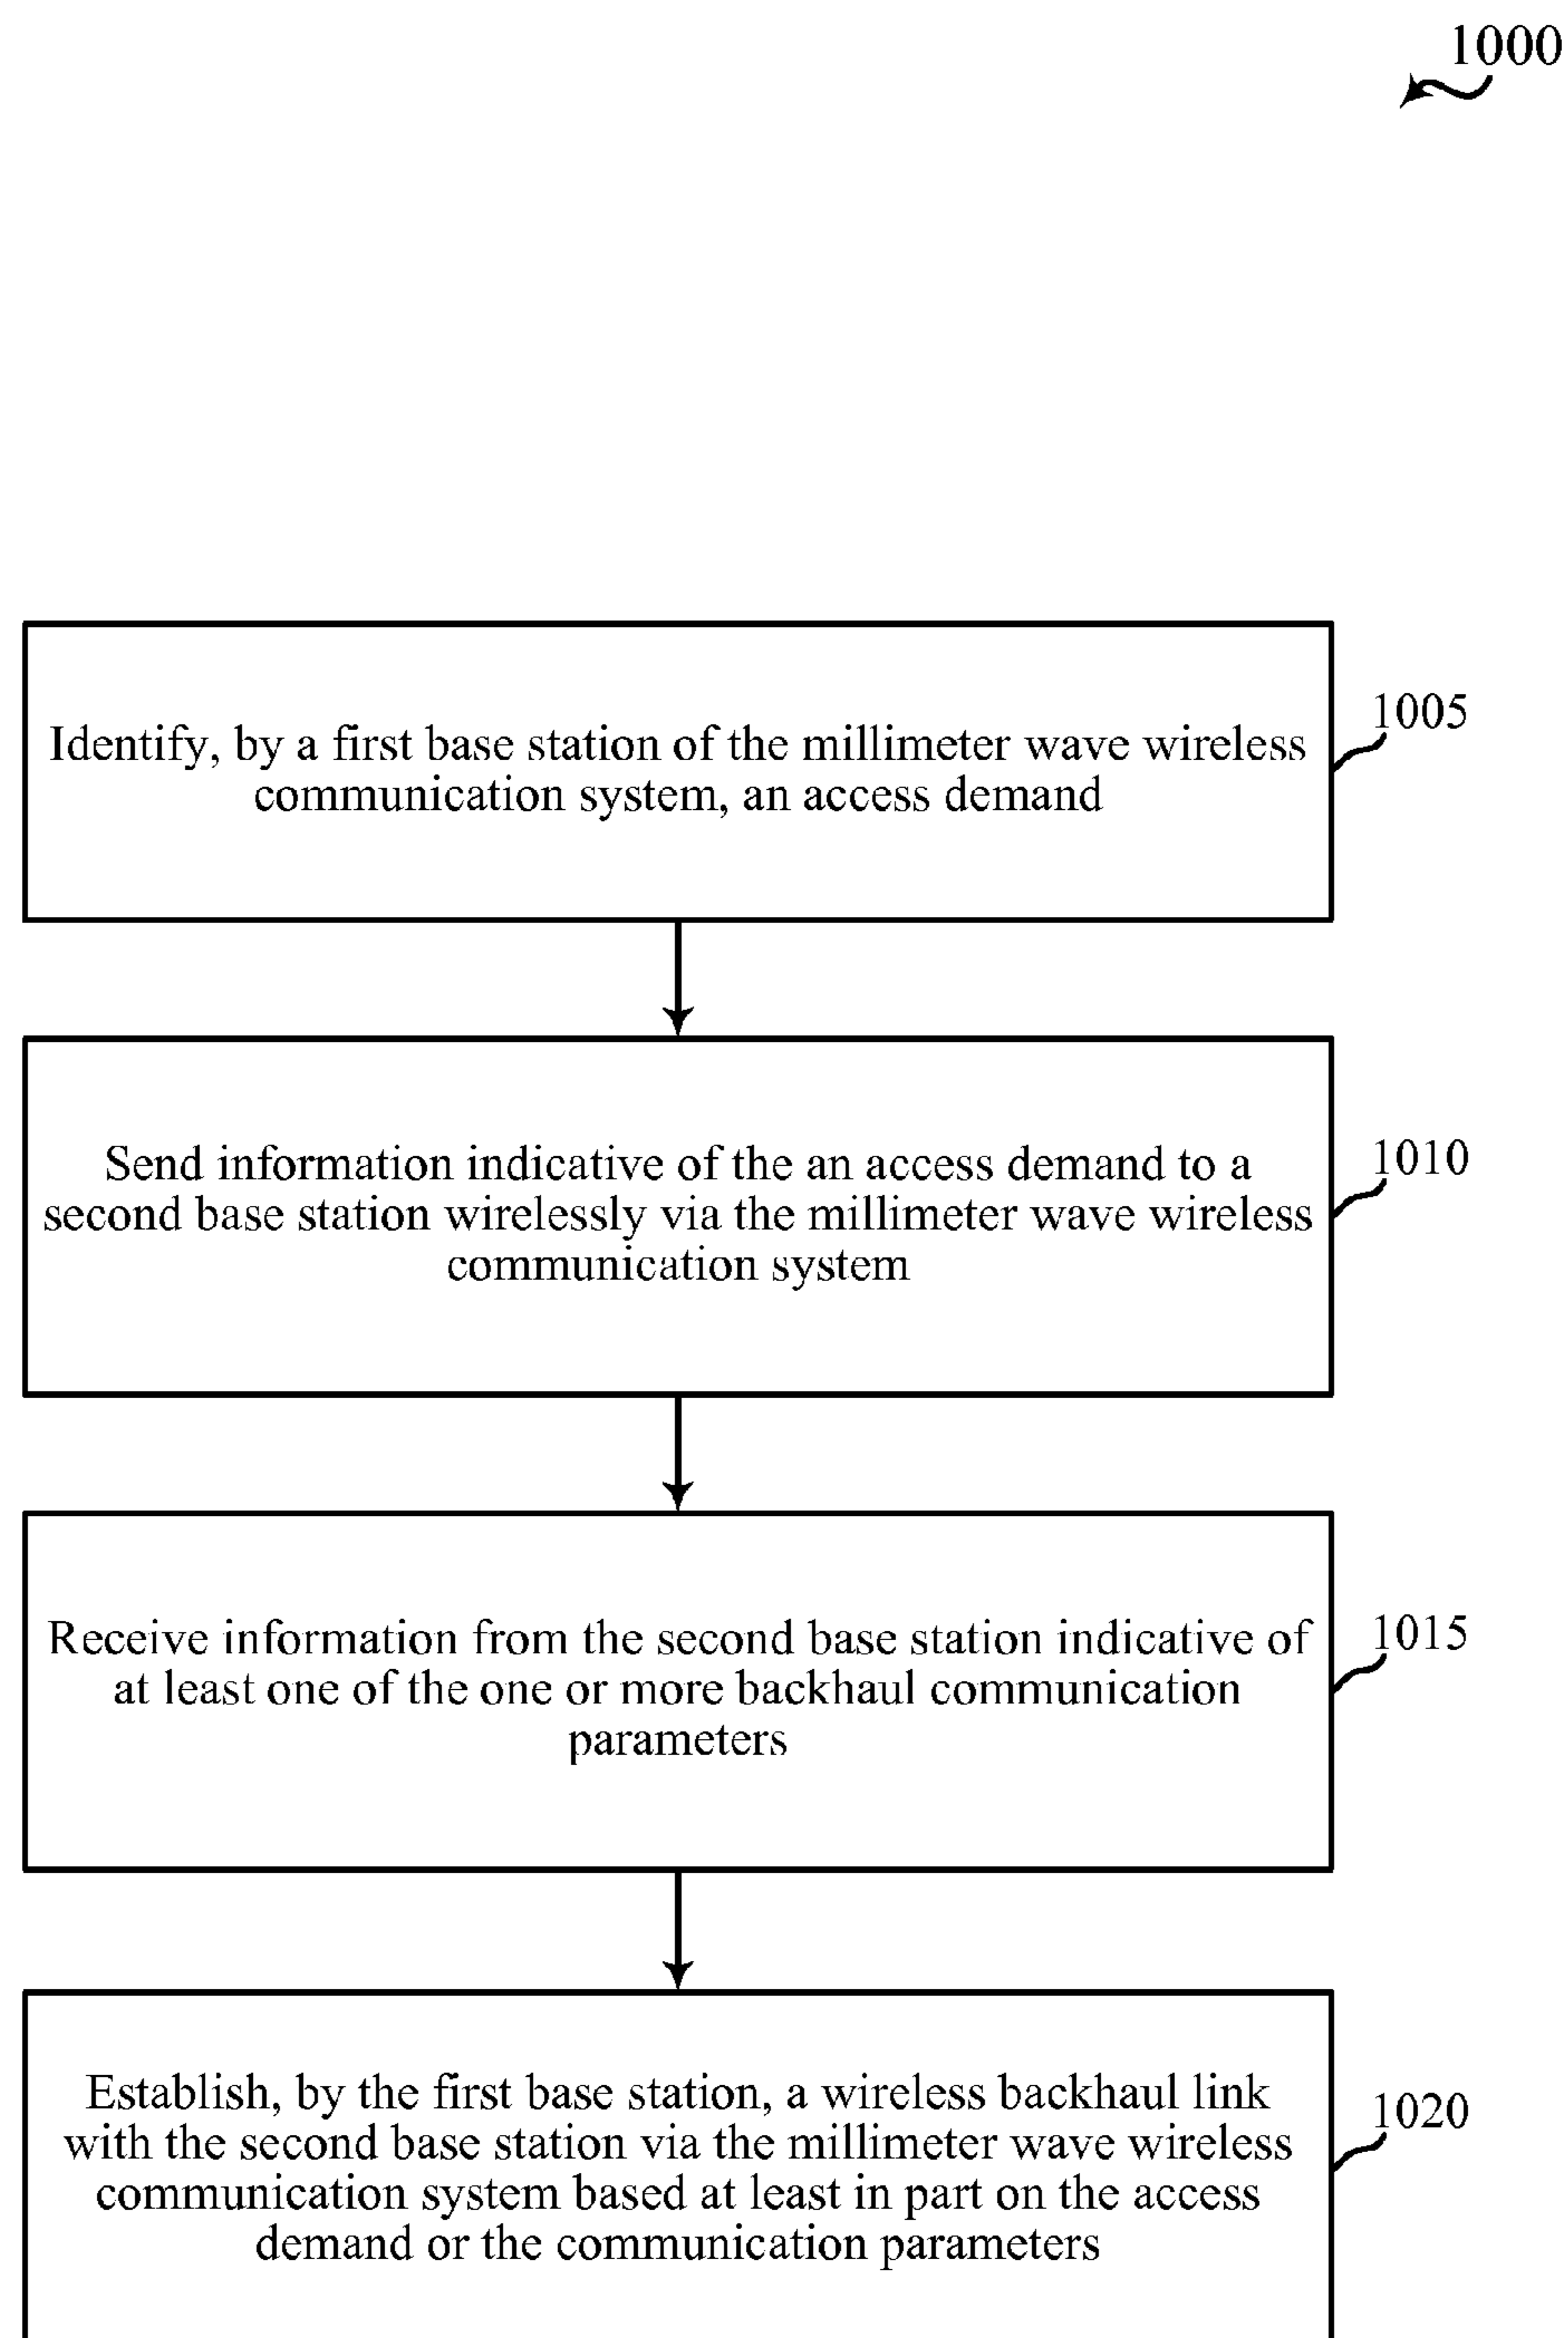 1000
Identify, by a first base station of the millimeter wave wireless
communication system, an access demand
1005
Send information indicative of the an access demand to a
second base station wirelessly via the millimeter wave wireless
communication system
1010
Receive information from the second base station indicative of
at least one of the one or more backhaul communication
parameters
1015
Establish, by the first base station, a wireless backhaul link
with the second base station via the millimeter wave wireless
communication system based at least in part on the access
demand or the communication parameters
1020